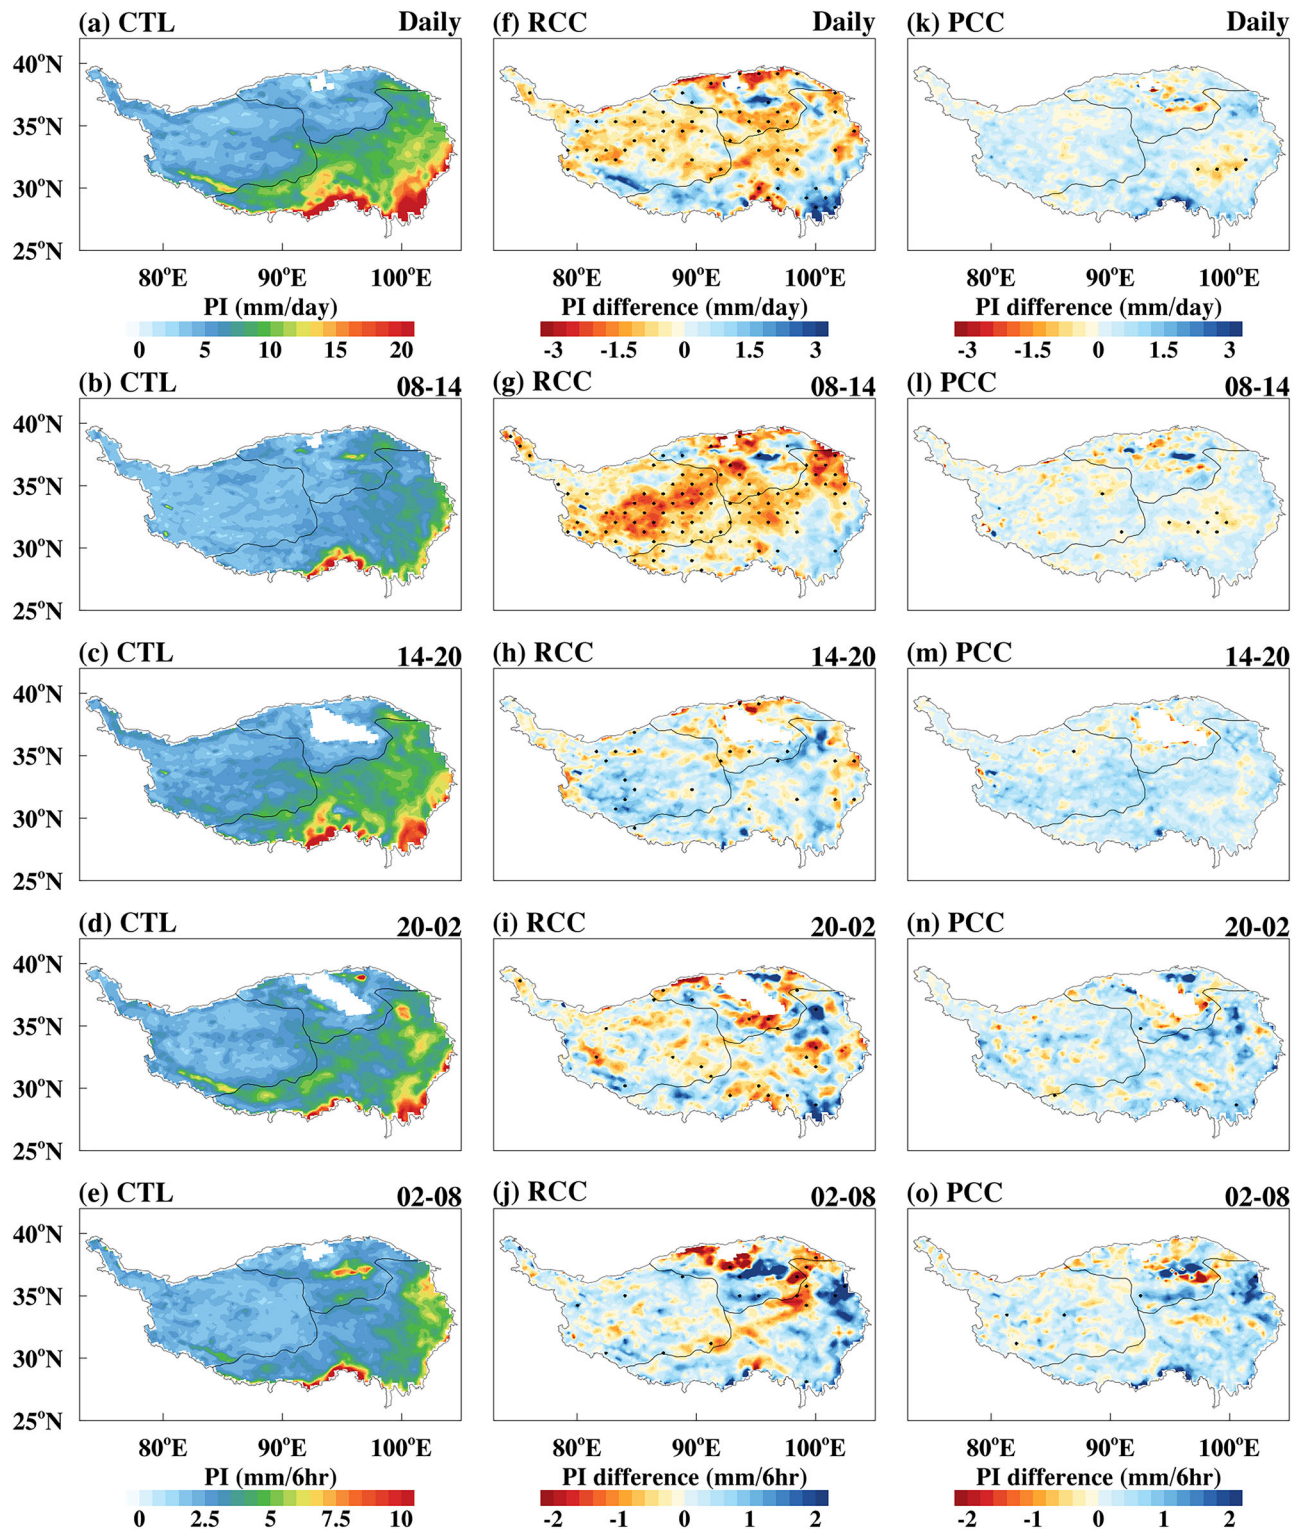 (a) CTL Daily (f) RCC Daily (k) PCC Daily
40°N
35°N
30°N
25°N
80°E 90°E 100°E 80°E 90°E 100°E 80°E 90°E 100°E
PI (mm/day) PI difference (mm/day) PI difference (mm/day)
0 5 10 15 20 -3 -1.5 0 1.5 3 -3 -1.5 0 1.5 3
(b) CTL 08-14 (g) RCC 08-14 (l) PCC 08-14
40°N
35°N
30°N
25°N
(c) CTL 14-20 (h) RCC 14-20 (m) PCC 14-20
40°N
35°N
30°N
25°N
(d) CTL 20-02 (i) RCC 20-02 (n) PCC 20-02
40°N
35°N
30°N
25°N
(e) CTL 02-08 (j) RCC 02-08 (o) PCC 02-08
40°N
35°N
30°N
25°N
80°E 90°E 100°E 80°E 90°E 100°E 80°E 90°E 100°E
PI (mm/6hr) PI difference (mm/6hr) PI difference (mm/6hr)
0 2.5 5 7.5 10 -2 -1 0 1 2 -2 -1 0 1 2